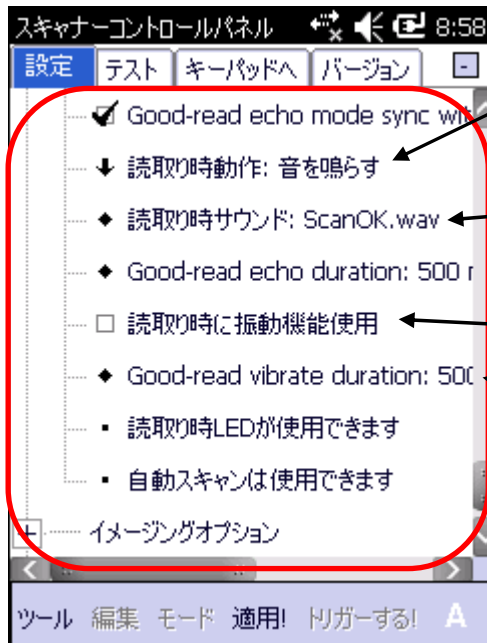 スキャナーコントロールパネル 8:58
設定 テスト キーパッドへ バージョン
Good-read echo mode sync
読取り時動作: 音を鳴らす
読取り時サウンド: ScanOK.wav
Good-read echo duration: 500
読取り時に振動機能使用
Good-read vibrate duration: 500
読取り時LEDが使用できます
自動スキャンは使用できます
イメージングオプション
ツール 編集 モード 適用! トリガーする! A